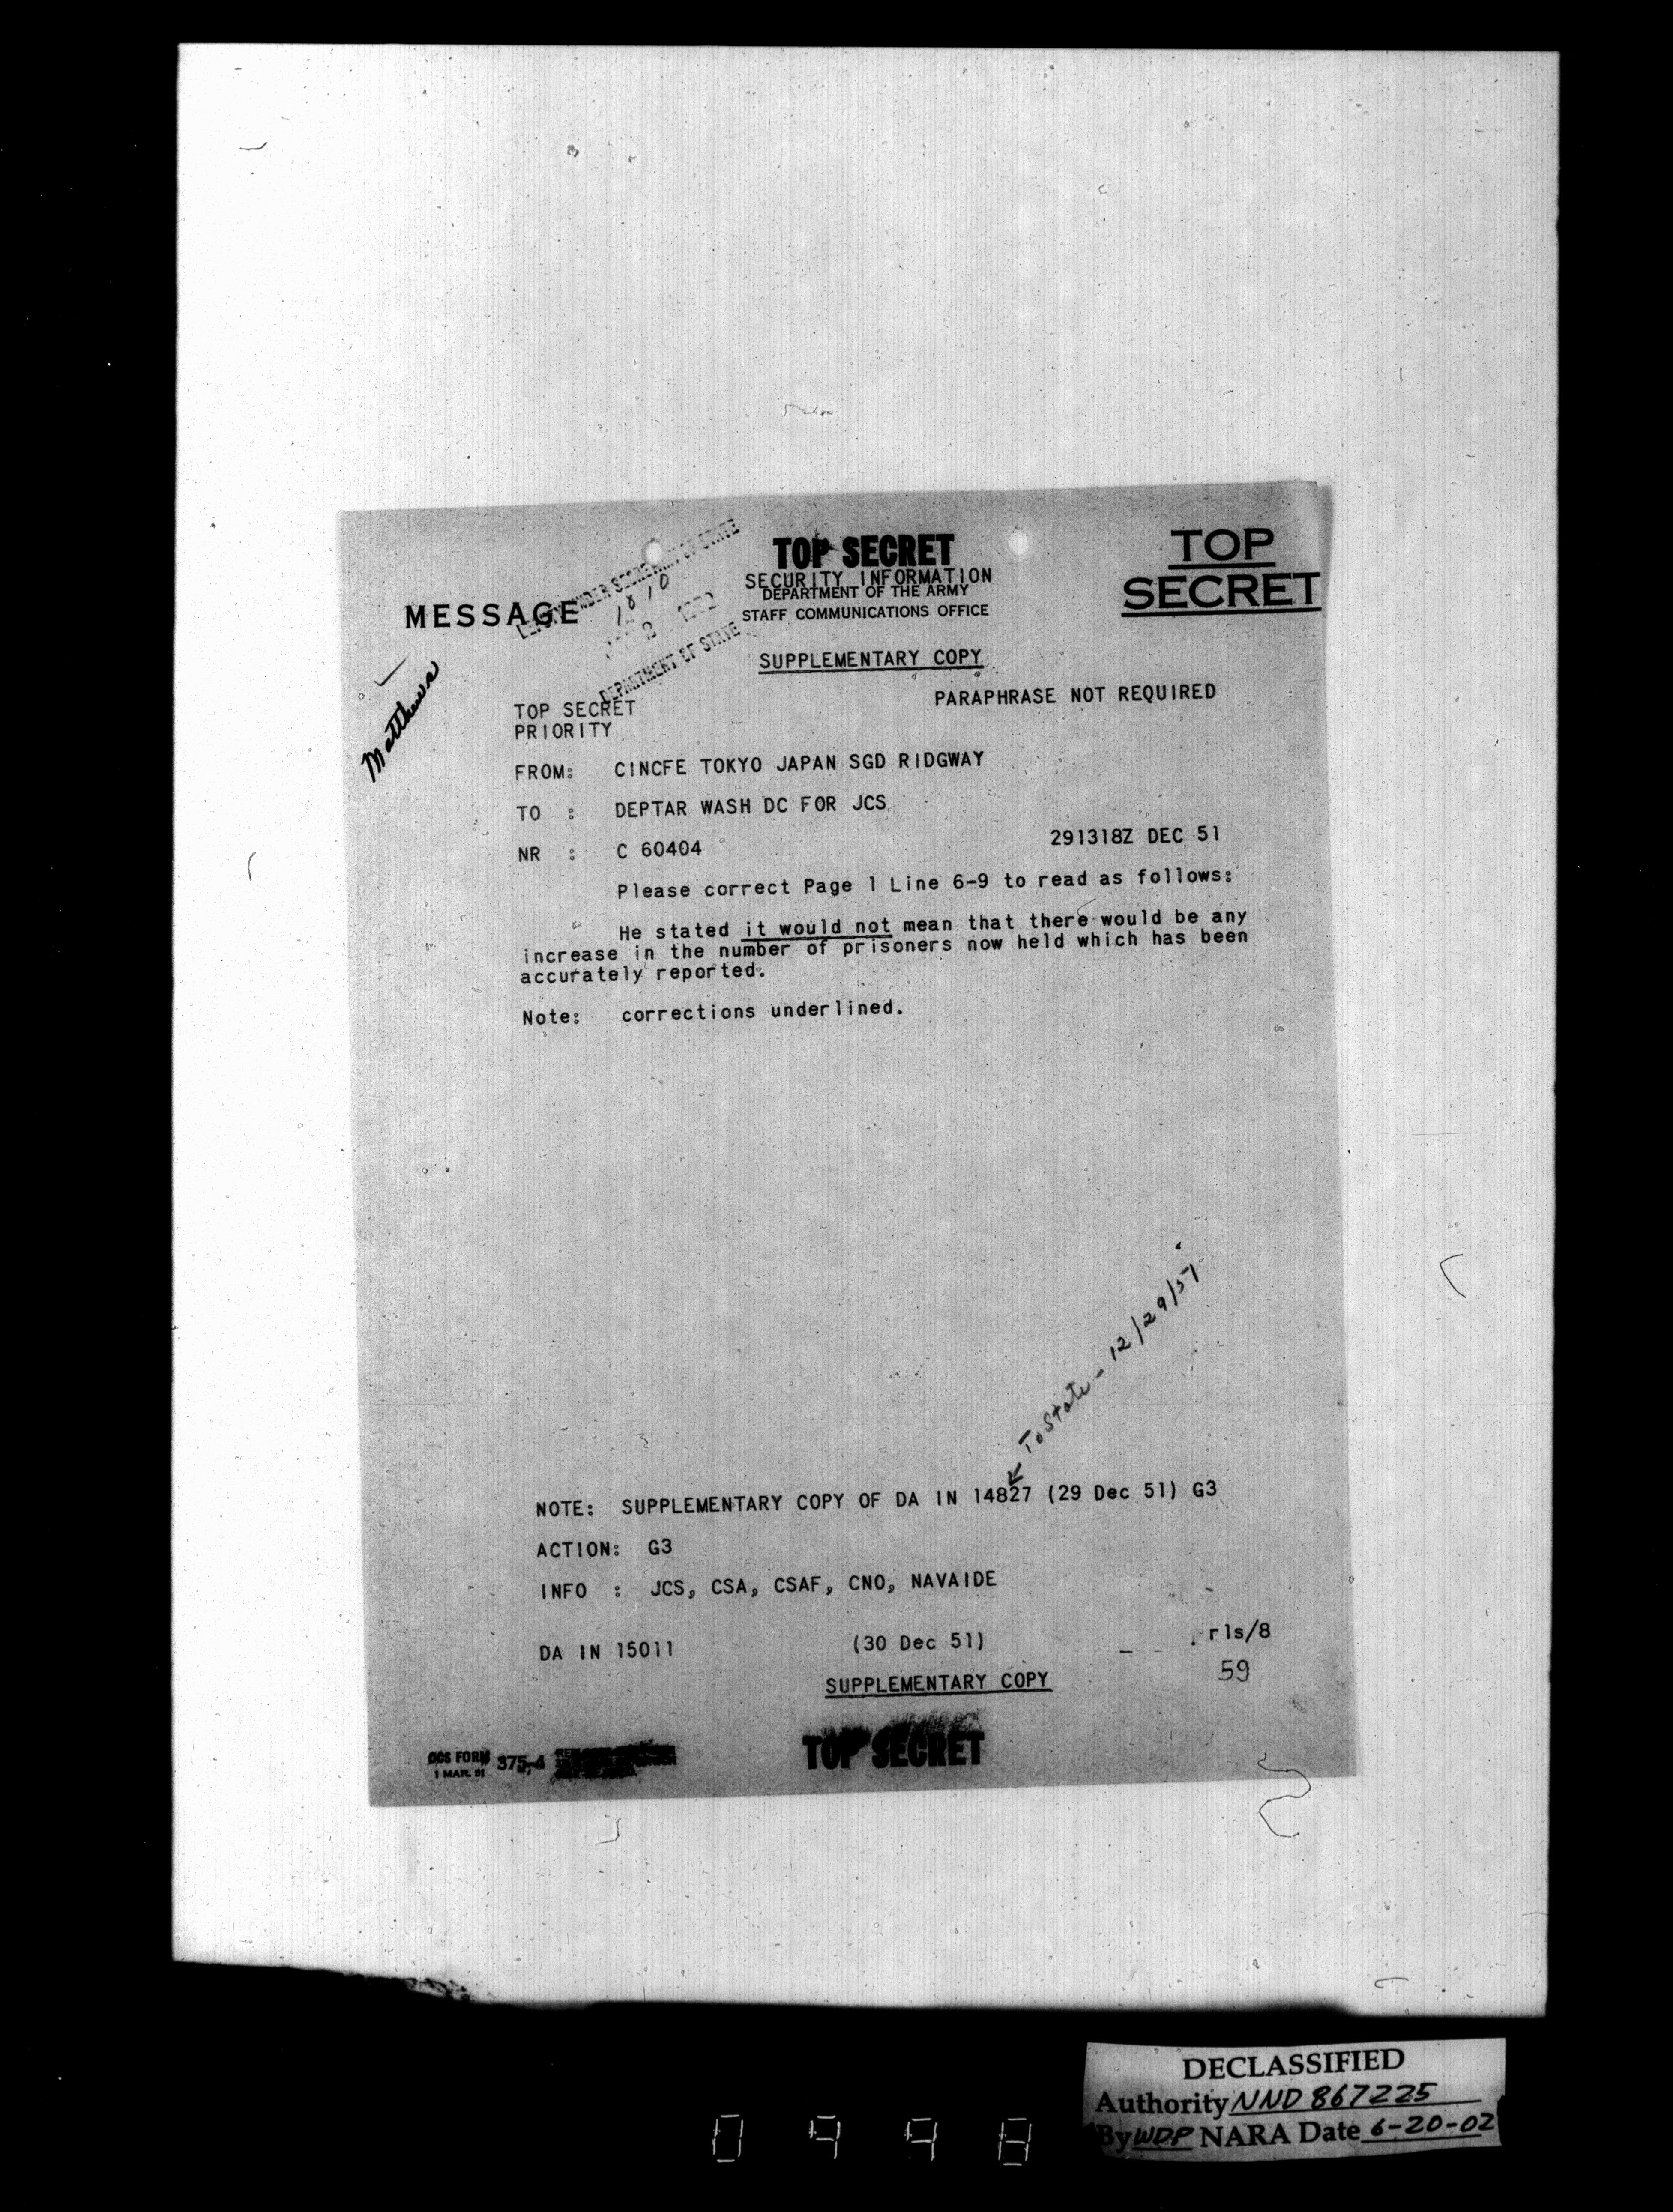 TOP SECRET
SECURITY INFORMATION
DEPARTMENT OF THE ARMY
STAFF COMMUNICATIONS OFFICE
TOP
SECRET
MESSAGE
UNDER SECRETARY OF STATE
DEPARTMENT OF STATE
Matthews
SUPPLEMENTARY COPY
TOP SECRET
PRIORITY
PARAPHRASE NOT REQUIRED
FROM: CINCFE TOKYO JAPAN SGD RIDGWAY
TO : DEPTAR WASH DC FOR JCS
NR : C 60404 291318Z DEC 51
Please correct Page 1 Line 6-9 to read as follows:
He stated it would not mean that there would be any
increase in the number of prisoners now held which has been
accurately reported.
Note: corrections underlined.
To State - 12/29/51
NOTE: SUPPLEMENTARY COPY OF DA IN 14827 (29 Dec 51) G3
ACTION: G3
INFO : JCS, CSA, CSAF, CNO, NAVAIDE
DA IN 15011 (30 Dec 51) rls/8
59
SUPPLEMENTARY COPY
OCS FORM 375-4
1 MAR. 51
TOP SECRET
DECLASSIFIED
Authority NND 867225
By WDP NARA Date 6-20-02
0998